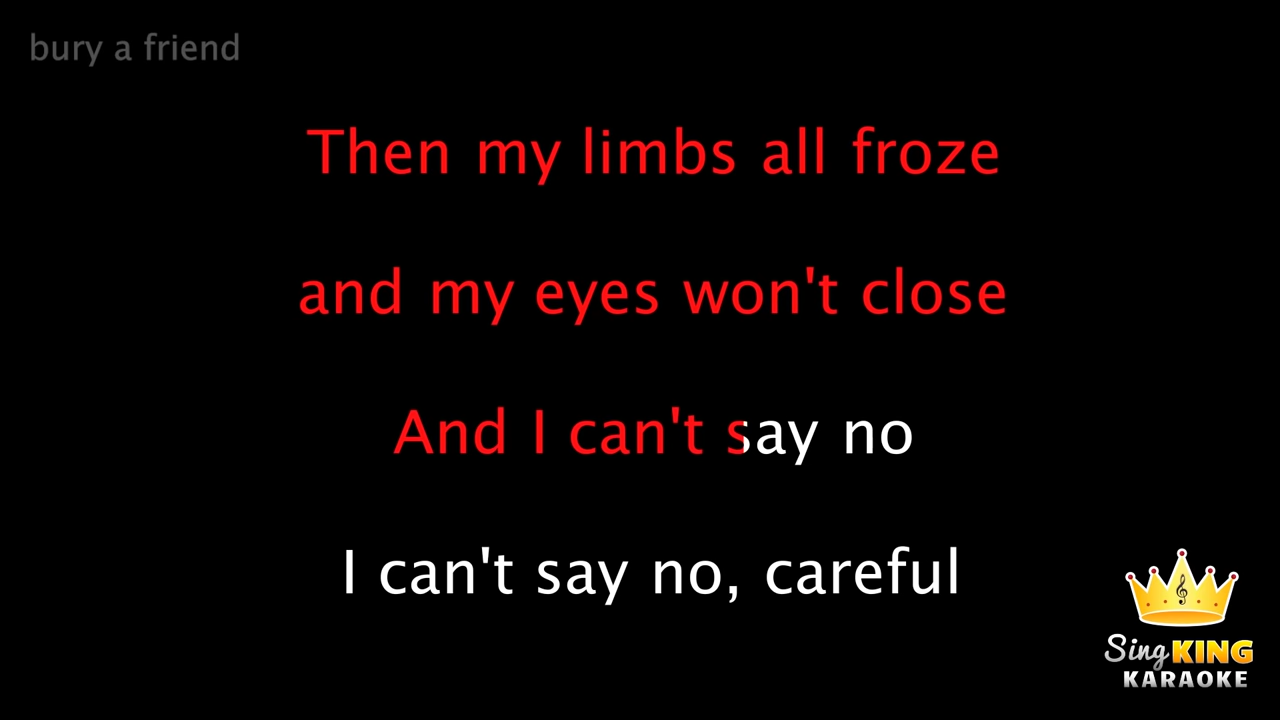 bury a friend
Then my limbs all froze
and my eyes won't close
And I can't say no
I can't say no, careful
Sing KING
KARAOKE